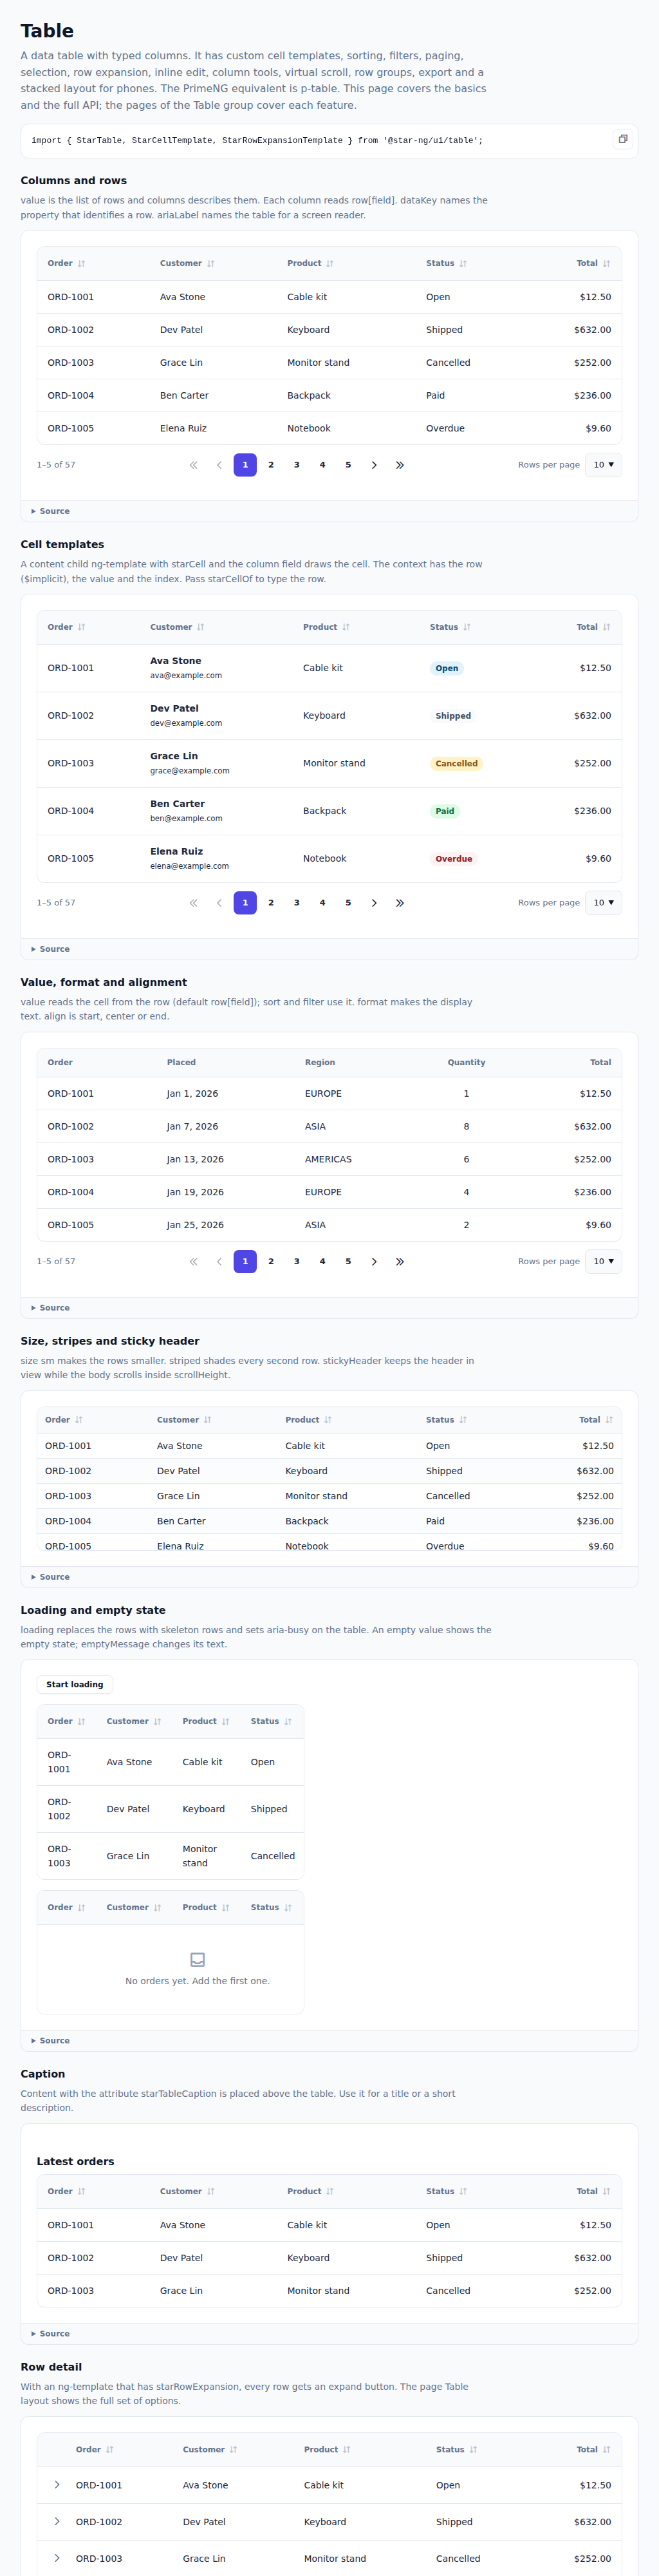 Table
A data table with typed columns. It has custom cell templates, sorting, filters, paging,
selection, row expansion, inline edit, column tools, virtual scroll, row groups, export and a
stacked layout for phones. The PrimeNG equivalent is p-table. This page covers the basics
and the full API; the pages of the Table group cover each feature.
import { StarTable, StarCellTemplate, StarRowExpansionTemplate } from '@star-ng/ui/table';
Columns and rows
value is the list of rows and columns describes them. Each column reads row[field]. dataKey names the
property that identifies a row. ariaLabel names the table for a screen reader.
Order Customer Product Status Total
ORD-1001 Ava Stone Cable kit Open $12.50
ORD-1002 Dev Patel Keyboard Shipped $632.00
ORD-1003 Grace Lin Monitor stand Cancelled $252.00
ORD-1004 Ben Carter Backpack Paid $236.00
ORD-1005 Elena Ruiz Notebook Overdue $9.60
1–5 of 57 1 2 3 4 5 Rows per page 10
Source
Cell templates
A content child ng-template with starCell and the column field draws the cell. The context has the row
($implicit), the value and the index. Pass starCellOf to type the row.
Order Customer Product Status Total
ORD-1001 Ava Stone Cable kit Open $12.50
ava@example.com
ORD-1002 Dev Patel Keyboard Shipped $632.00
dev@example.com
ORD-1003 Grace Lin Monitor stand Cancelled $252.00
grace@example.com
ORD-1004 Ben Carter Backpack Paid $236.00
ben@example.com
ORD-1005 Elena Ruiz Notebook Overdue $9.60
elena@example.com
1–5 of 57 1 2 3 4 5 Rows per page 10
Source
Value, format and alignment
value reads the cell from the row (default row[field]); sort and filter use it. format makes the display
text. align is start, center or end.
Order Placed Region Quantity Total
ORD-1001 Jan 1, 2026 EUROPE 1 $12.50
ORD-1002 Jan 7, 2026 ASIA 8 $632.00
ORD-1003 Jan 13, 2026 AMERICAS 6 $252.00
ORD-1004 Jan 19, 2026 EUROPE 4 $236.00
ORD-1005 Jan 25, 2026 ASIA 2 $9.60
1–5 of 57 1 2 3 4 5 Rows per page 10
Source
Size, stripes and sticky header
size sm makes the rows smaller. striped shades every second row. stickyHeader keeps the header in
view while the body scrolls inside scrollHeight.
Order Customer Product Status Total
ORD-1001 Ava Stone Cable kit Open $12.50
ORD-1002 Dev Patel Keyboard Shipped $632.00
ORD-1003 Grace Lin Monitor stand Cancelled $252.00
ORD-1004 Ben Carter Backpack Paid $236.00
ORD-1005 Elena Ruiz Notebook Overdue $9.60
Source
Loading and empty state
loading replaces the rows with skeleton rows and sets aria-busy on the table. An empty value shows the
empty state; emptyMessage changes its text.
Start loading
Order Customer Product Status
ORD-
1001 Ava Stone Cable kit Open
ORD-
1002 Dev Patel Keyboard Shipped
ORD-
1003 Grace Lin Monitor
stand Cancelled
Order Customer Product Status
No orders yet. Add the first one.
Source
Caption
Content with the attribute starTableCaption is placed above the table. Use it for a title or a short
description.
Latest orders
Order Customer Product Status Total
ORD-1001 Ava Stone Cable kit Open $12.50
ORD-1002 Dev Patel Keyboard Shipped $632.00
ORD-1003 Grace Lin Monitor stand Cancelled $252.00
Source
Row detail
With an ng-template that has starRowExpansion, every row gets an expand button. The page Table
layout shows the full set of options.
Order Customer Product Status Total
ORD-1001 Ava Stone Cable kit Open $12.50
ORD-1002 Dev Patel Keyboard Shipped $632.00
ORD-1003 Grace Lin Monitor stand Cancelled $252.00